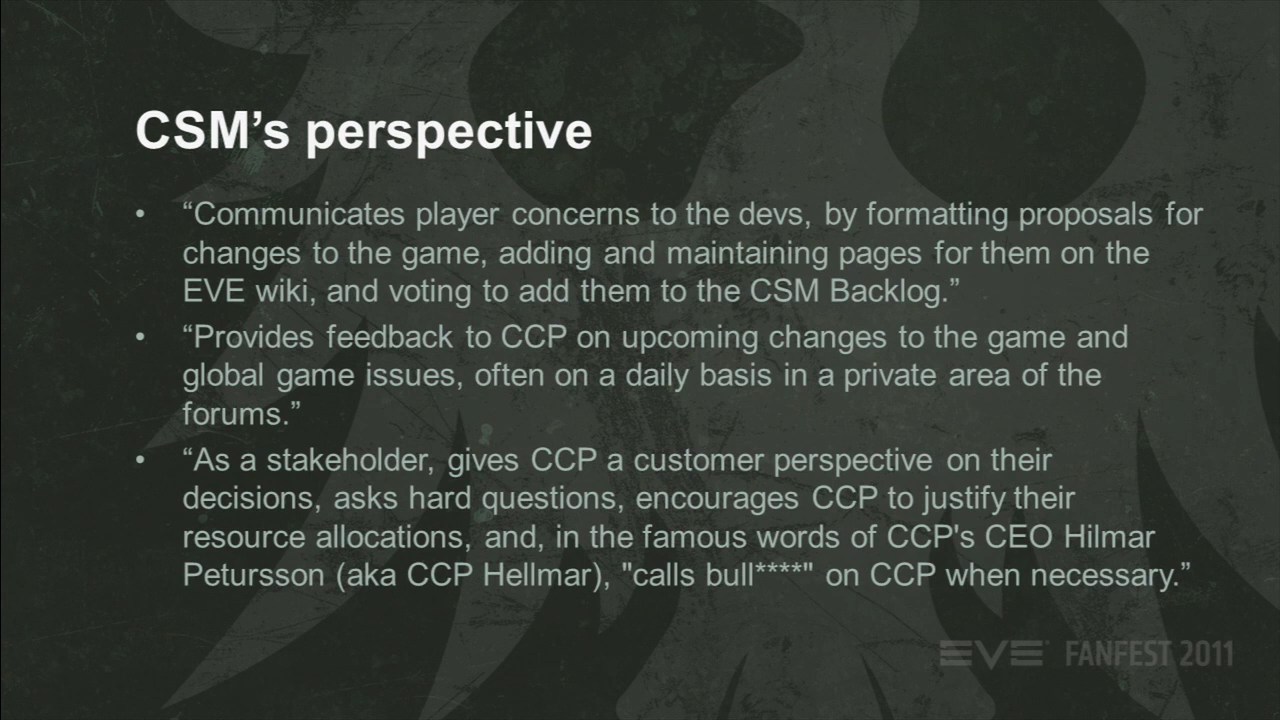 CSM’s perspective
• “Communicates player concerns to the devs, by formatting proposals for
changes to the game, adding and maintaining pages for them on the
EVE wiki, and voting to add them to the CSM Backlog.”
• “Provides feedback to CCP on upcoming changes to the game and
global game issues, often on a daily basis in a private area of the
forums.”
• “As a stakeholder, gives CCP a customer perspective on their
decisions, asks hard questions, encourages CCP to justify their
resource allocations, and, in the famous words of CCP's CEO Hilmar
Petursson (aka CCP Hellmar), "calls bull****" on CCP when necessary.”
EVE FANFEST 2011